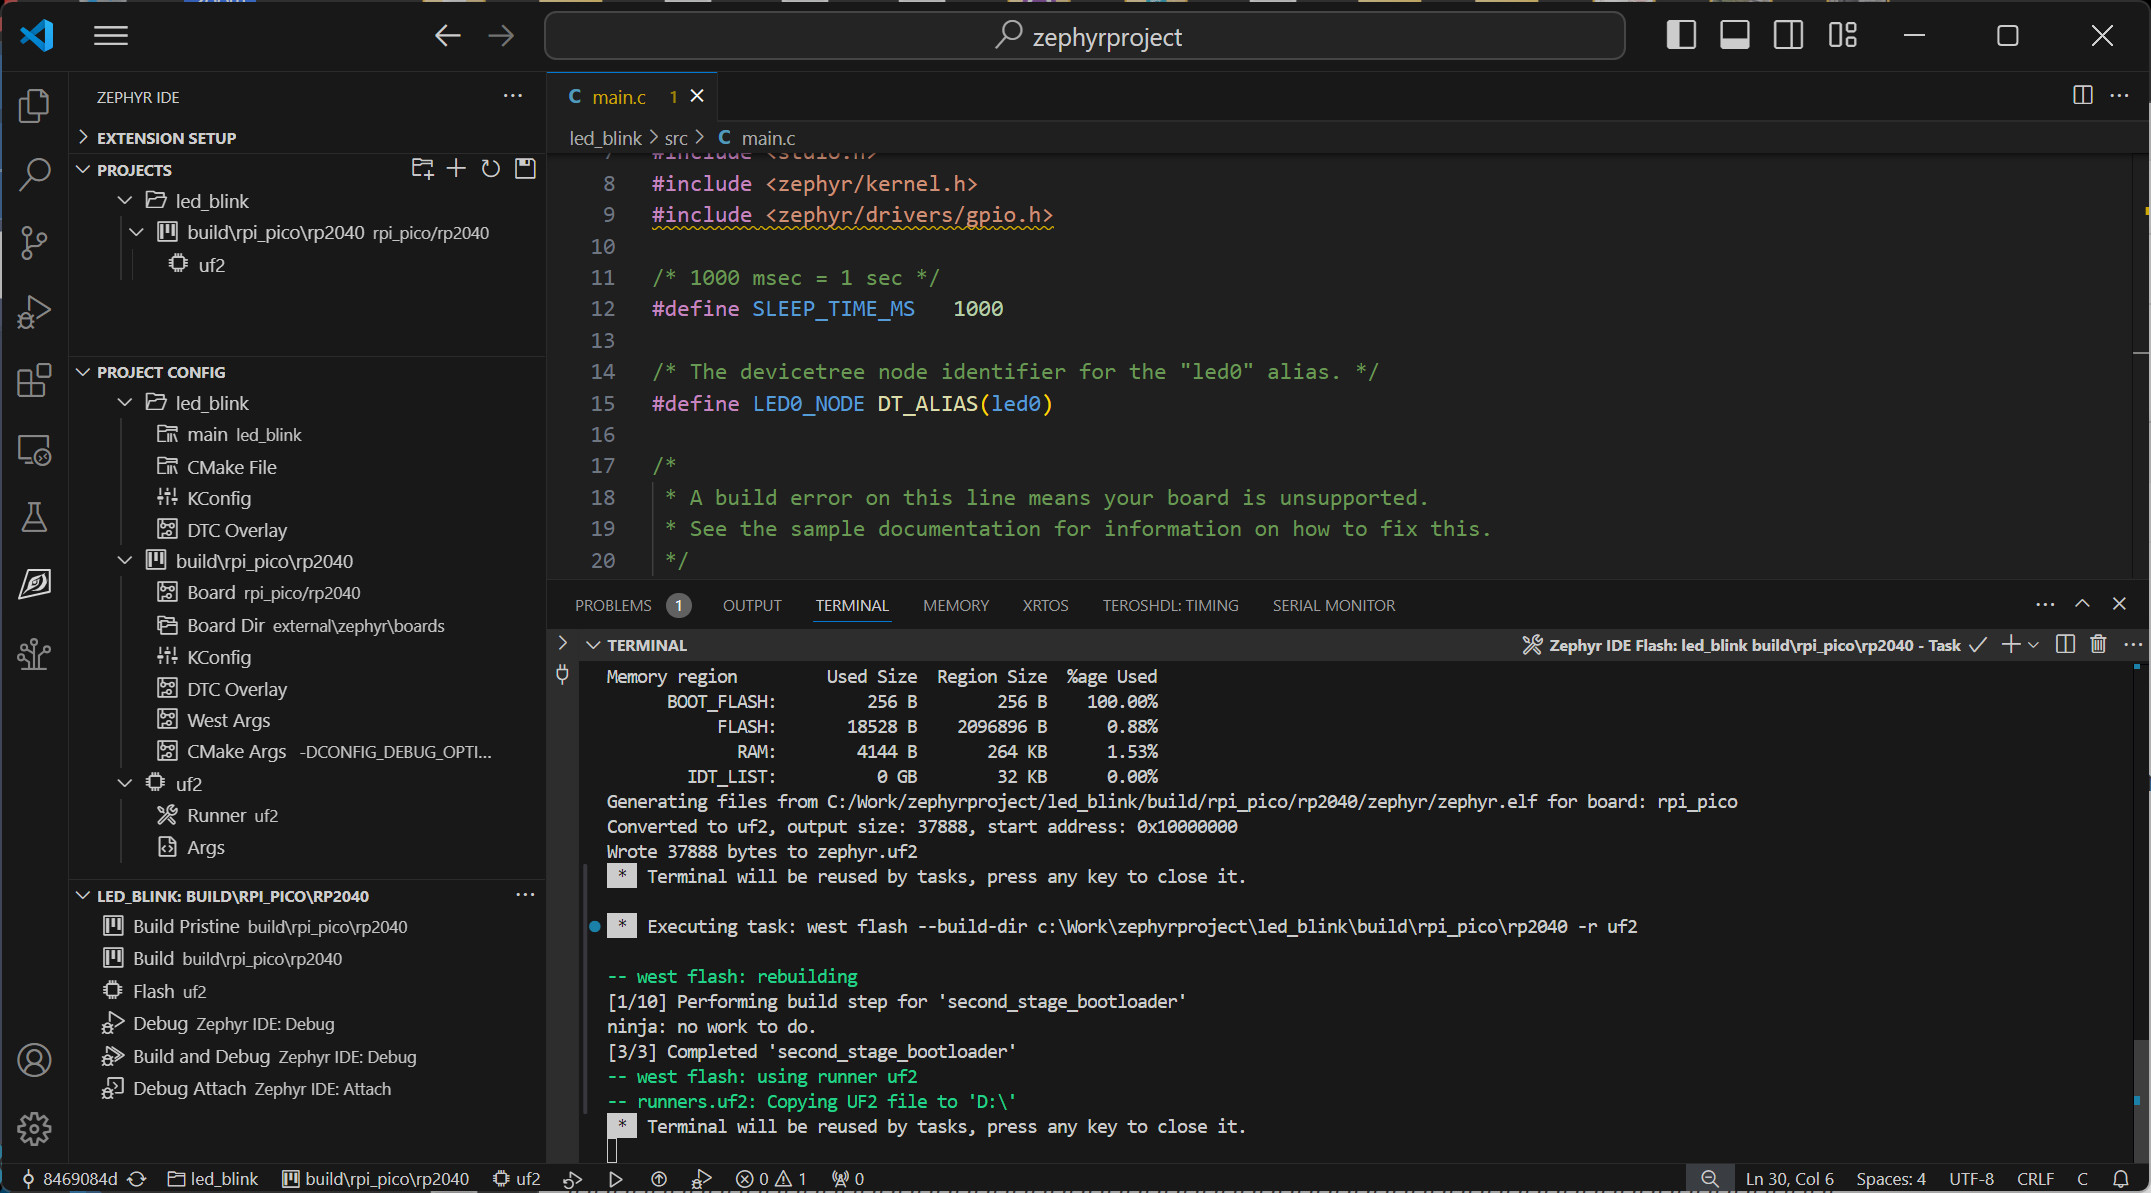 zephyrproject
ZEPHYR IDE
EXTENSION SETUP
PROJECTS
led_blink
build\rpi_pico\rp2040 rpi_pico/rp2040
uf2
PROJECT CONFIG
led_blink
main led_blink
CMake File
KConfig
DTC Overlay
build\rpi_pico\rp2040
Board rpi_pico/rp2040
Board Dir external\zephyr\boards
KConfig
DTC Overlay
West Args
CMake Args -DCONFIG_DEBUG_OPTI...
uf2
Runner uf2
Args
LED_BLINK: BUILD\RPI_PICO\RP2040
Build Pristine build\rpi_pico\rp2040
Build build\rpi_pico\rp2040
Flash uf2
Debug Zephyr IDE: Debug
Build and Debug Zephyr IDE: Debug
Debug Attach Zephyr IDE: Attach
C main.c 1
led_blink > src > C main.c
7 #include <stdio.h>
8 #include <zephyr/kernel.h>
9 #include <zephyr/drivers/gpio.h>
10
11 /* 1000 msec = 1 sec */
12 #define SLEEP_TIME_MS   1000
13
14 /* The devicetree node identifier for the "led0" alias. */
15 #define LED0_NODE DT_ALIAS(led0)
16
17 /*
18  * A build error on this line means your board is unsupported.
19  * See the sample documentation for information on how to fix this.
20  */
PROBLEMS 1 OUTPUT TERMINAL MEMORY XRTOS TEROSHDL: TIMING SERIAL MONITOR
TERMINAL Zephyr IDE Flash: led_blink build\rpi_pico\rp2040 - Task
Memory region Used Size Region Size %age Used
BOOT_FLASH: 256 B 256 B 100.00%
FLASH: 18528 B 2096896 B 0.88%
RAM: 4144 B 264 KB 1.53%
IDT_LIST: 0 GB 32 KB 0.00%
Generating files from C:/Work/zephyrproject/led_blink/build/rpi_pico/rp2040/zephyr/zephyr.elf for board: rpi_pico
Converted to uf2, output size: 37888, start address: 0x10000000
Wrote 37888 bytes to zephyr.uf2
* Terminal will be reused by tasks, press any key to close it.
* Executing task: west flash --build-dir c:\Work\zephyrproject\led_blink\build\rpi_pico\rp2040 -r uf2
-- west flash: rebuilding
[1/10] Performing build step for 'second_stage_bootloader'
ninja: no work to do.
[3/3] Completed 'second_stage_bootloader'
-- west flash: using runner uf2
-- runners.uf2: Copying UF2 file to 'D:\'
* Terminal will be reused by tasks, press any key to close it.
8469084d led_blink build\rpi_pico\rp2040 uf2 0 1 0 Ln 30, Col 6 Spaces: 4 UTF-8 CRLF C